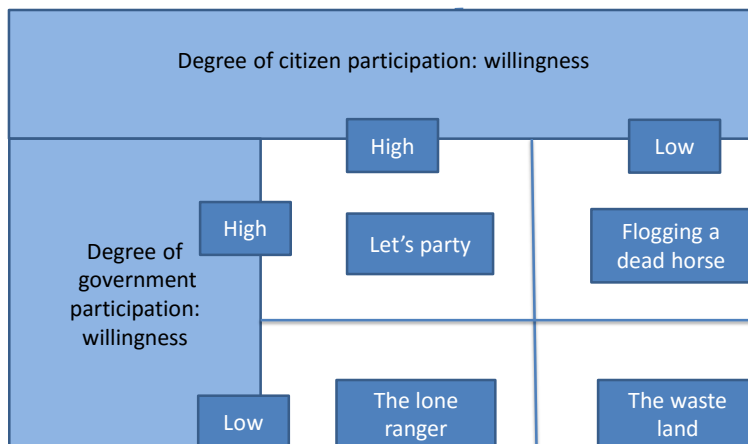 Degree of citizen participation: willingness
High
Low
High
Let's party
Flogging a
dead horse
Degree of
government
participation:
willingness
Low
The lone
ranger
The waste
land